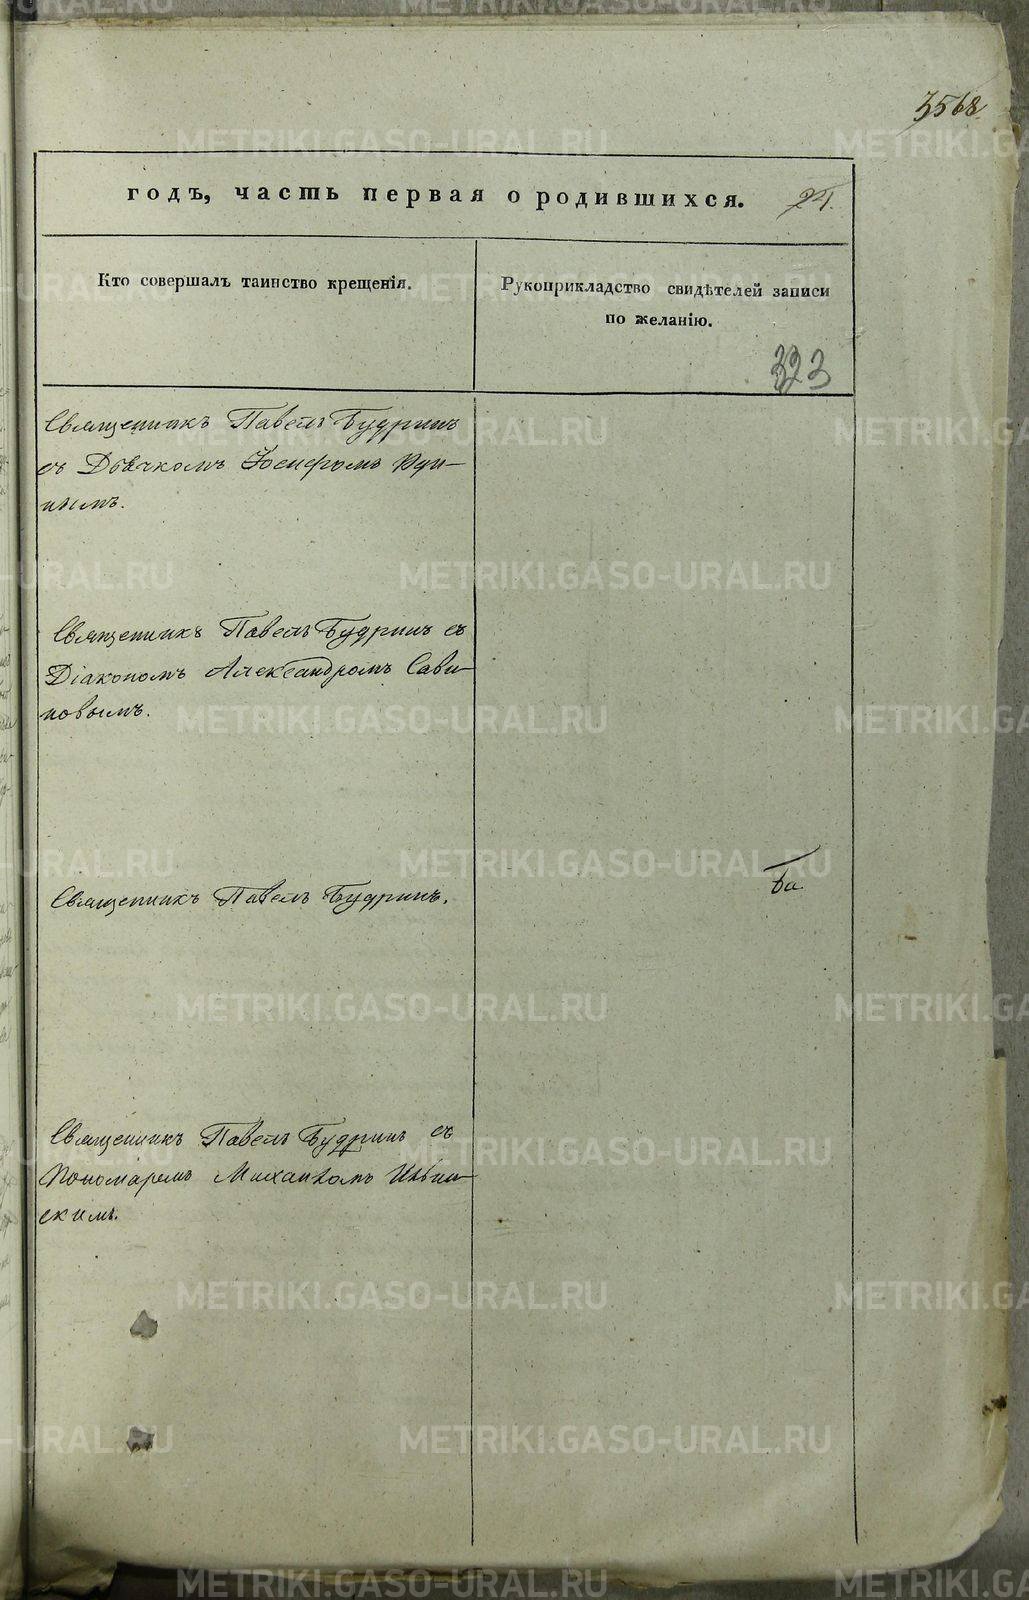 3568
годъ, часть первая о родившихся. 24.
Кто совершалъ таинство крещенія.
Рукоприкладство свидѣтелей записи
по желанію.
323
Священникъ Павелъ Будринъ
съ Дьячкомъ Іосифомъ
нымъ.
Священникъ Павелъ Будринъ съ
Діакономъ Александромъ Сави-
новымъ.
Священникъ Павелъ Будринъ.
Священникъ Павелъ Будринъ съ
Пономаремъ Михаиломъ Ильин-
скимъ.
METRIKI.GASO-URAL.RU